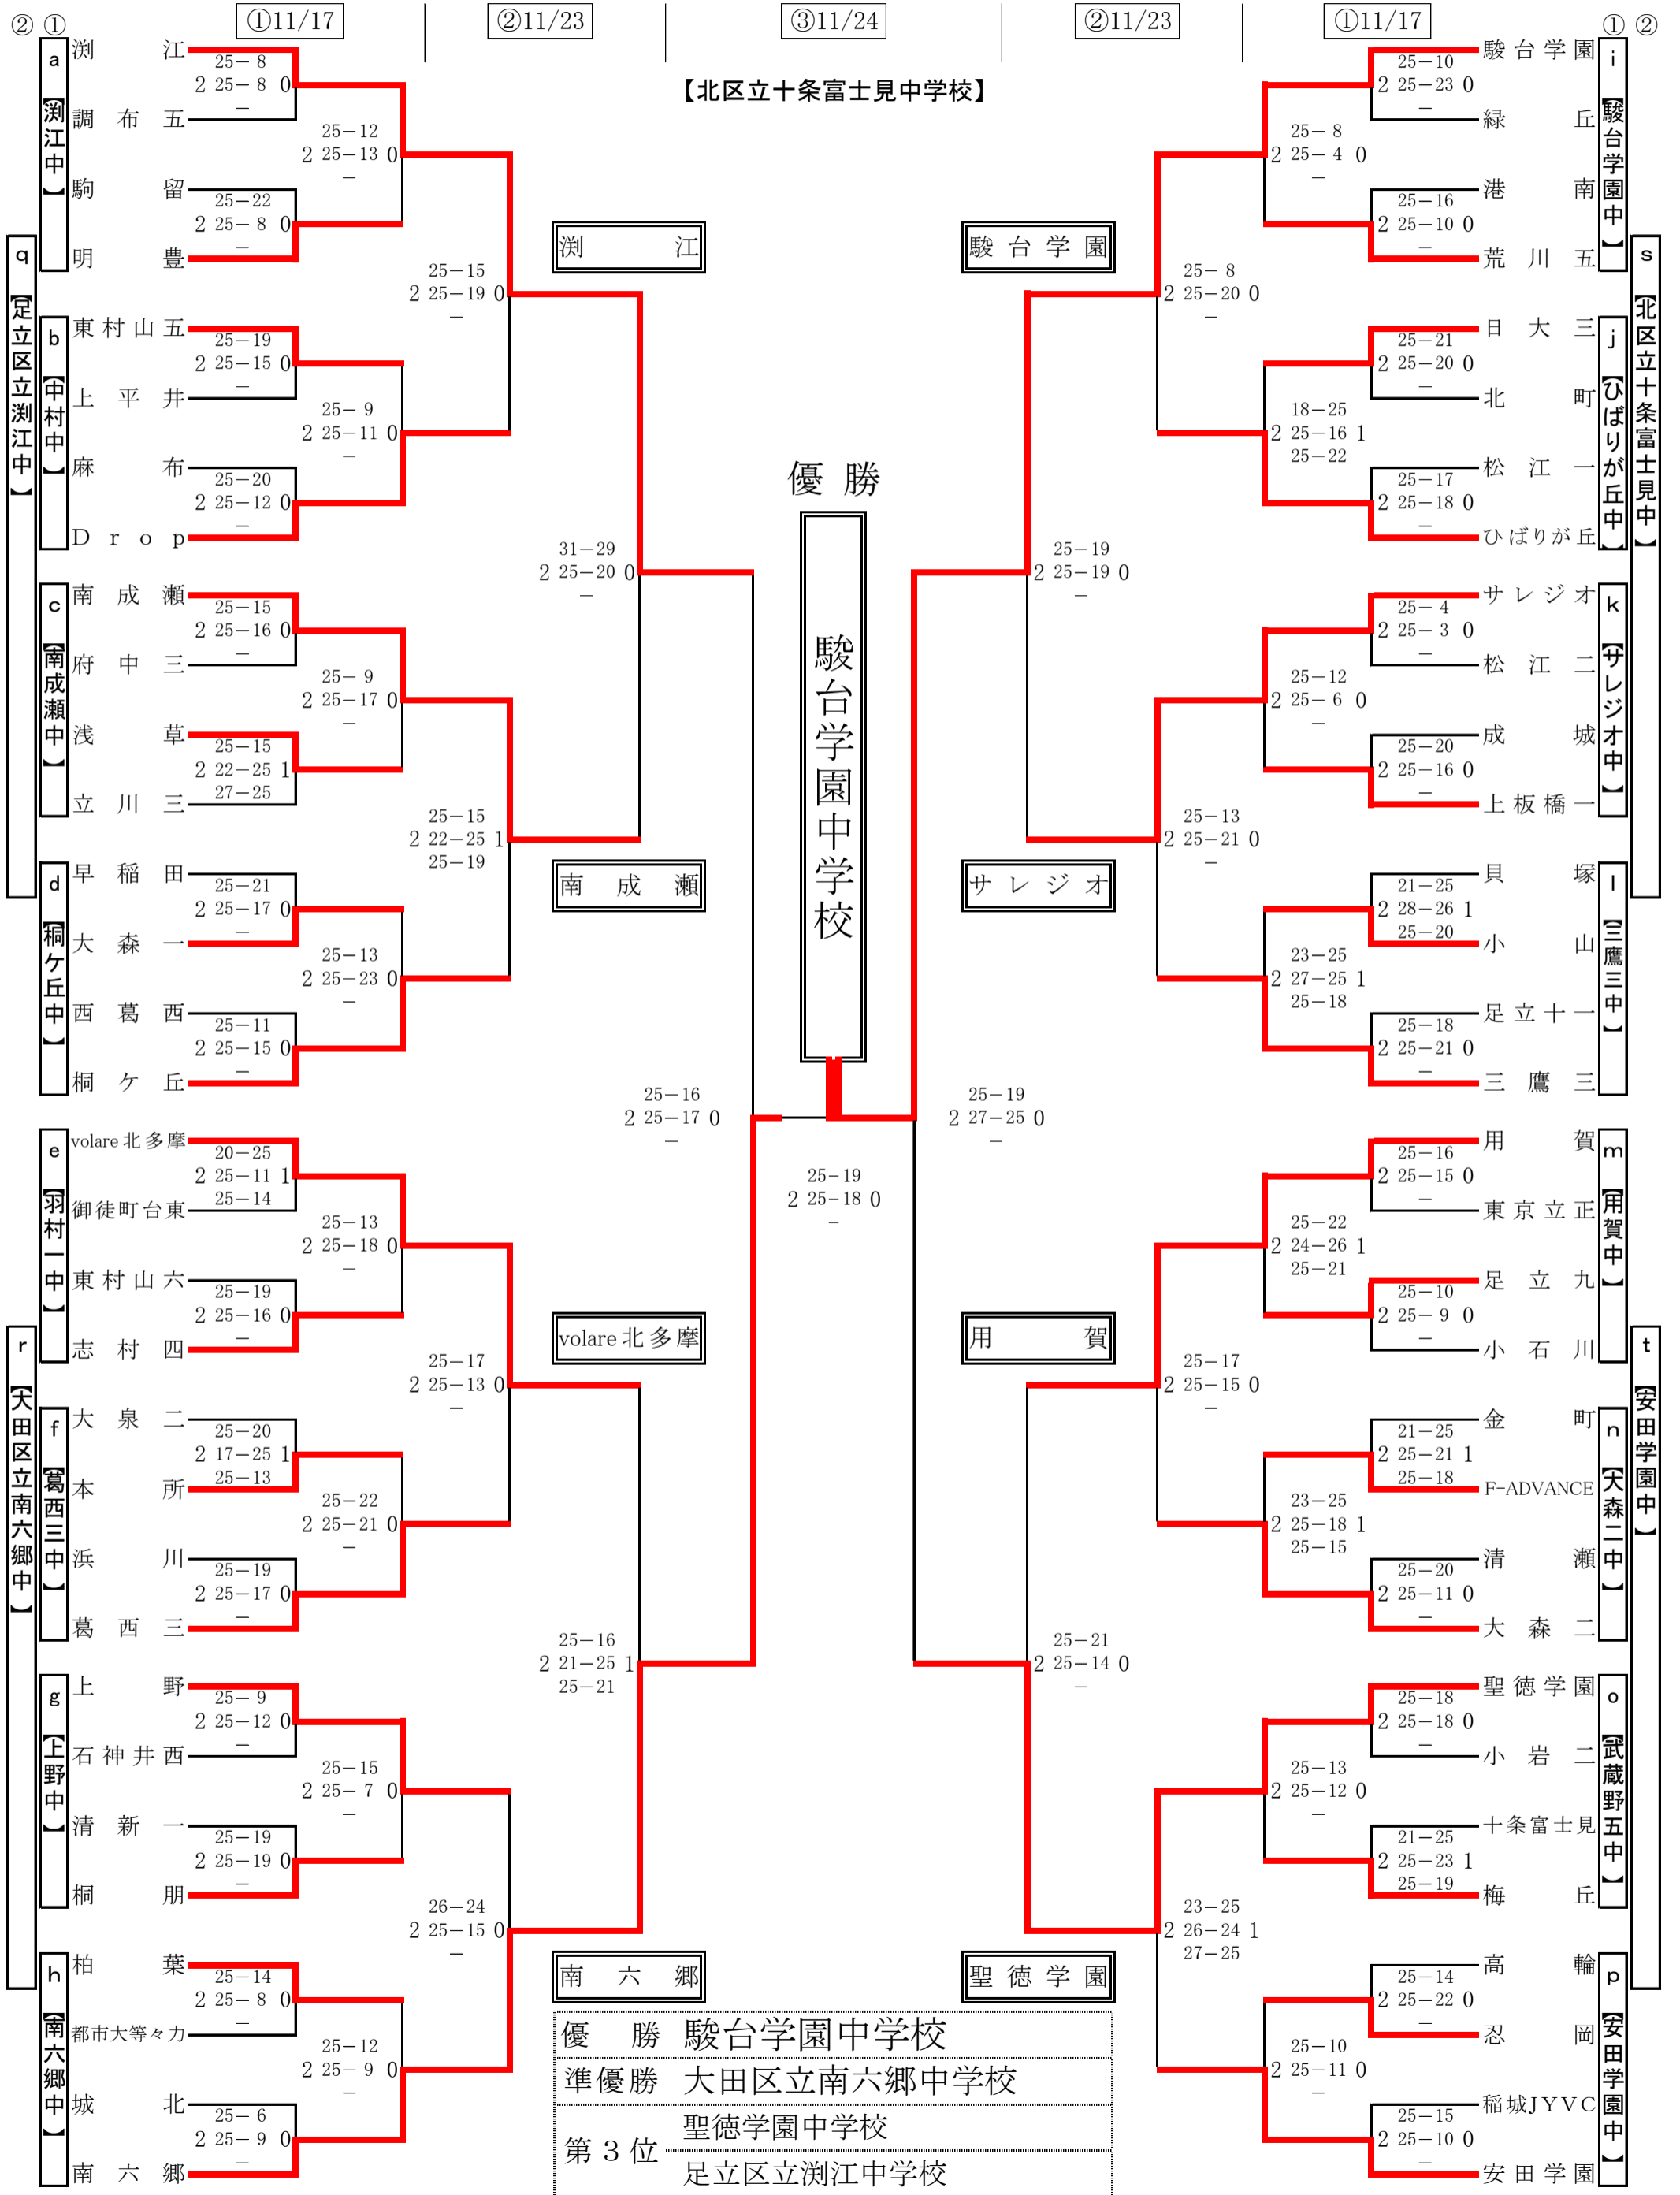 ② ① ①11/17 ②11/23 ③11/24 ②11/23 ①11/17 ① ②
【北区立十条富士見中学校】
q 【足立区立渕江中】
a 【渕江中】
渕江
25－8
2 25－8 0
－
調布五
25－12
2 25－13 0
－
駒留
25－22
2 25－8 0
－
明豊
25－15
2 25－19 0
－
b 【中村中】
東村山五
25－19
2 25－15 0
－
上平井
25－9
2 25－11 0
－
麻布
25－20
2 25－12 0
－
Drop
渕江
31－29
2 25－20 0
－
c 【南成瀬中】
南成瀬
25－15
2 25－16 0
－
府中三
25－9
2 25－17 0
－
浅草
25－15
2 22－25 1
27－25
立川三
25－15
2 22－25 1
25－19
d 【桐ケ丘中】
早稲田
25－21
2 25－17 0
－
大森一
25－13
2 25－23 0
－
西葛西
25－11
2 25－15 0
－
桐ケ丘
南成瀬
25－16
2 25－17 0
－
r 【大田区立南六郷中】
e 【羽村一中】
volare北多摩
20－25
2 25－11 1
25－14
御徒町台東
25－13
2 25－18 0
－
東村山六
25－19
2 25－16 0
－
志村四
25－17
2 25－13 0
－
f 【葛西三中】
大泉二
25－20
2 17－25 1
25－13
本所
25－22
2 25－21 0
－
浜川
25－19
2 25－17 0
－
葛西三
volare北多摩
25－16
2 21－25 1
25－21
g 【上野中】
上野
25－9
2 25－12 0
－
石神井西
25－15
2 25－7 0
－
清新一
25－19
2 25－19 0
－
桐朋
26－24
2 25－15 0
－
h 【南六郷中】
柏葉
25－14
2 25－8 0
－
都市大等々力
25－12
2 25－9 0
－
城北
25－6
2 25－9 0
－
南六郷
南六郷
優勝
駿台学園中学校
25－19
2 25－18 0
－
s 【北区立十条富士見中】
i 【駿台学園中】
駿台学園
25－10
2 25－23 0
－
緑丘
25－8
2 25－4 0
－
港南
25－16
2 25－10 0
－
荒川五
駿台学園
25－8
2 25－20 0
－
j 【ひばりが丘中】
日大三
25－21
2 25－20 0
－
北町
18－25
2 25－16 1
25－22
松江一
25－17
2 25－18 0
－
ひばりが丘
25－19
2 25－19 0
－
k 【サレジオ中】
サレジオ
25－4
2 25－3 0
－
松江二
25－12
2 25－6 0
－
成城
25－20
2 25－16 0
－
上板橋一
25－13
2 25－21 0
－
サレジオ
l 【三鷹三中】
貝塚
21－25
2 28－26 1
25－20
小山
23－25
2 27－25 1
25－18
足立十一
25－18
2 25－21 0
－
三鷹三
25－19
2 27－25 0
－
t 【安田学園中】
m 【用賀中】
用賀
25－16
2 25－15 0
－
東京立正
25－22
2 24－26 1
25－21
足立九
25－10
2 25－9 0
－
小石川
用賀
25－17
2 25－15 0
－
n 【大森二中】
金町
21－25
2 25－21 1
25－18
F-ADVANCE
23－25
2 25－18 1
25－15
清瀬
25－20
2 25－11 0
－
大森二
25－21
2 25－14 0
－
o 【武蔵野五中】
聖徳学園
25－18
2 25－18 0
－
小岩二
25－13
2 25－12 0
－
十条富士見
21－25
2 25－23 1
25－19
梅丘
23－25
2 26－24 1
27－25
聖徳学園
p 【安田学園中】
高輪
25－14
2 25－22 0
－
忍岡
25－10
2 25－11 0
－
稲城JYVC
25－15
2 25－10 0
－
安田学園
優勝 駿台学園中学校
準優勝 大田区立南六郷中学校
第3位 聖徳学園中学校
足立区立渕江中学校